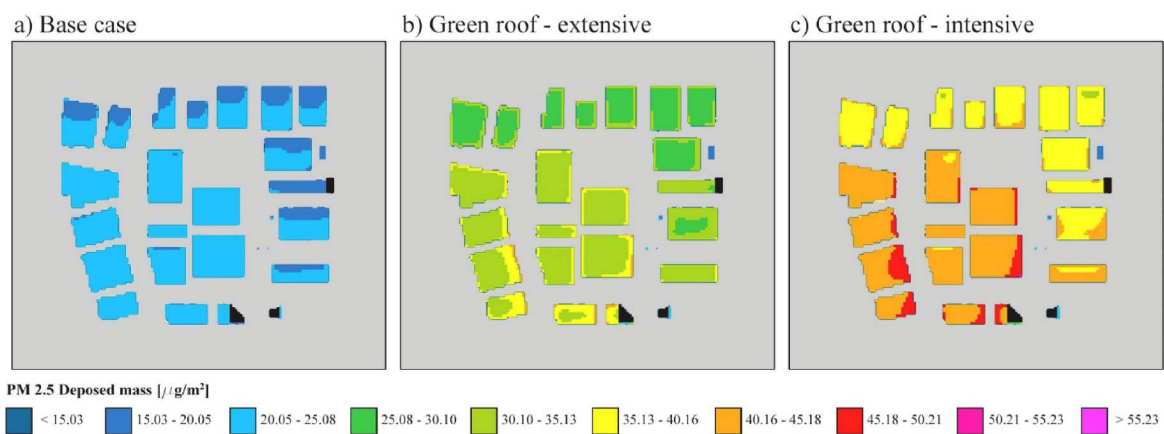 a) Base case
b) Green roof - extensive
c) Green roof - intensive
PM 2.5 Deposed mass [μg/m²]
< 15.03
15.03 - 20.05
20.05 - 25.08
25.08 - 30.10
30.10 - 35.13
35.13 - 40.16
40.16 - 45.18
45.18 - 50.21
50.21 - 55.23
> 55.23